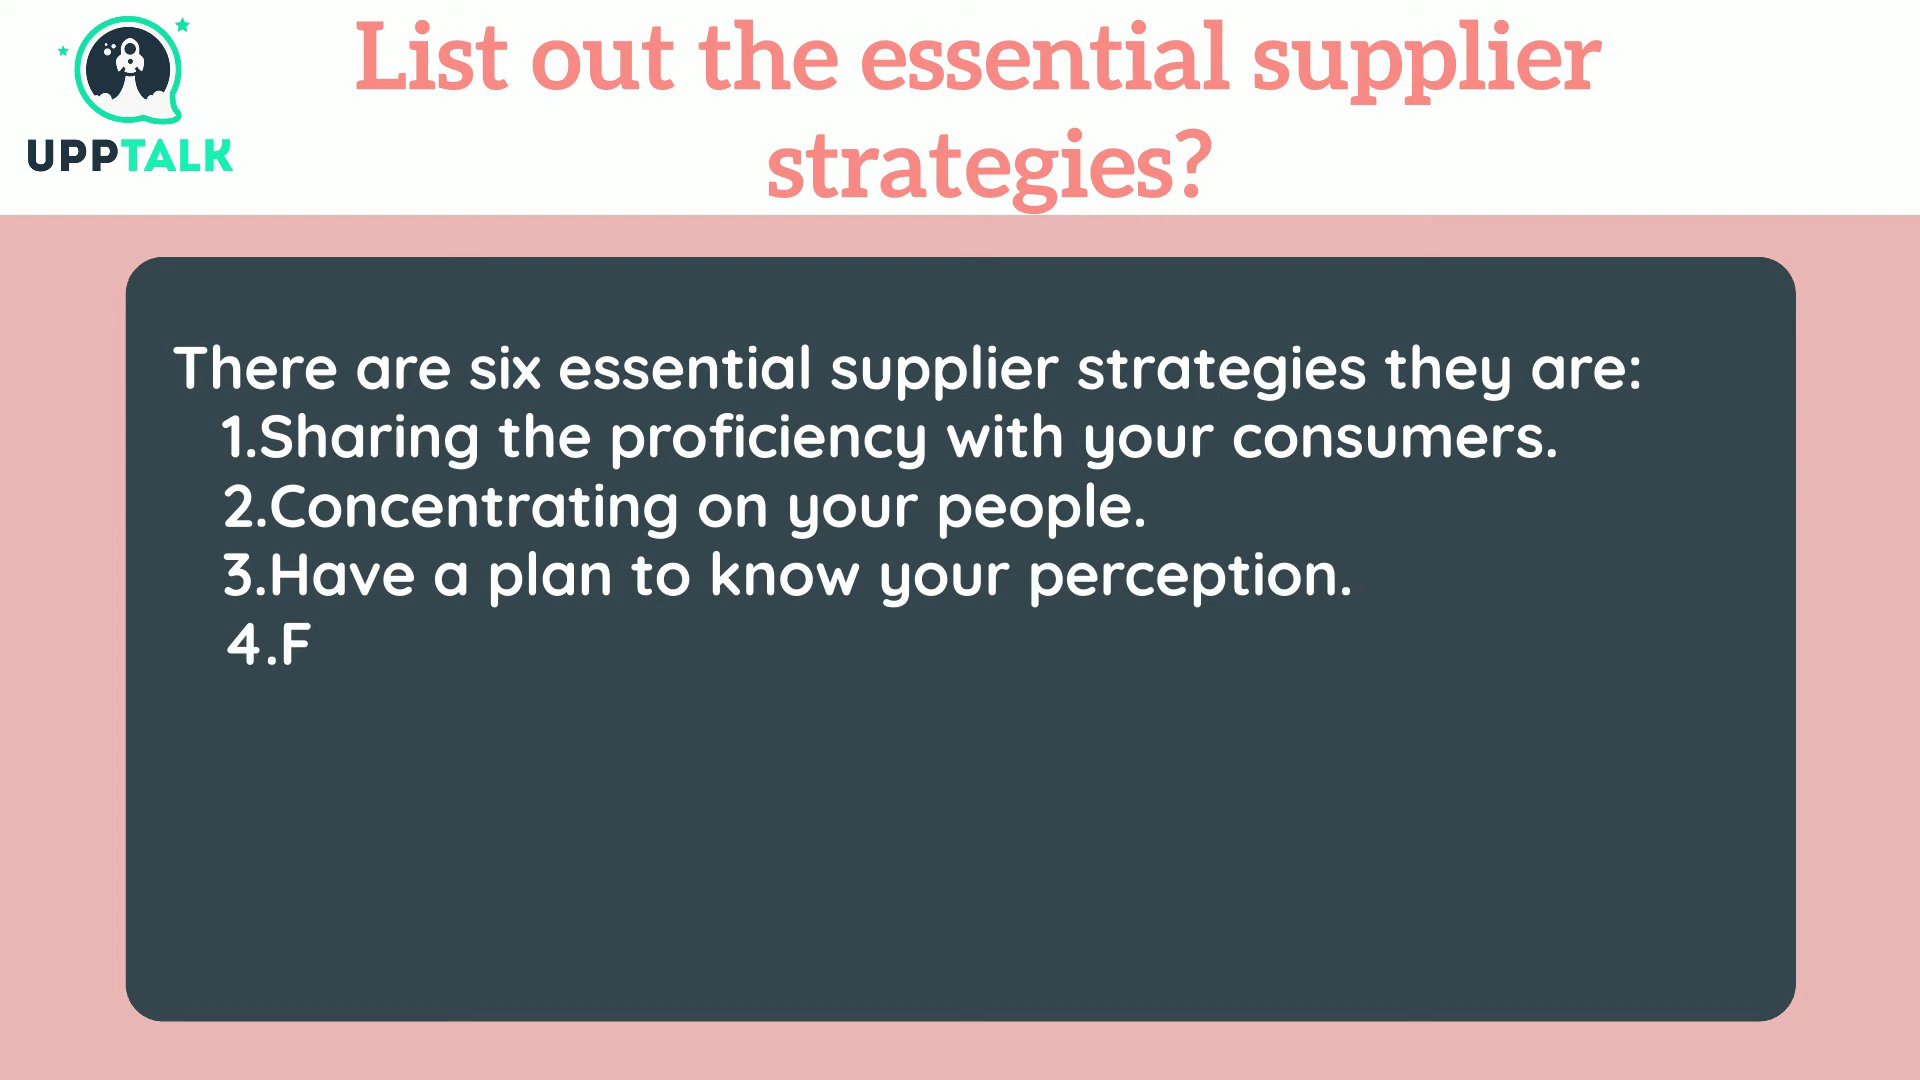 List out the essential supplier
strategies?
UPPTALK
There are six essential supplier strategies they are:
1.Sharing the proficiency with your consumers.
2.Concentrating on your people.
3.Have a plan to know your perception.
4.F